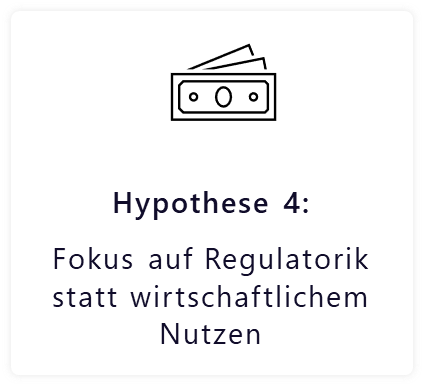 Hypothese 4:
Fokus auf Regulatorik
statt wirtschaftlichem
Nutzen